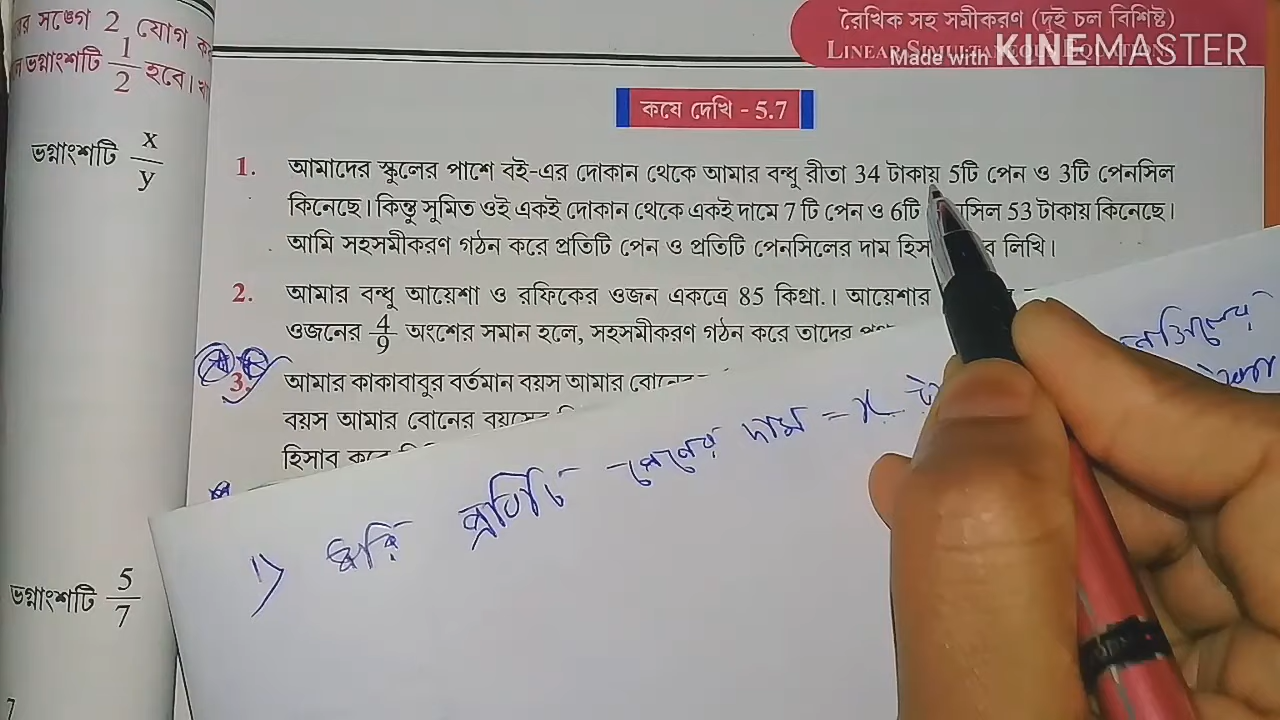 সঙ্গে 2 যোগ
ভগ্নাংশটি 1/2 হবে।
ভগ্নাংশটি x/y
ভগ্নাংশটি 5/7
7
রৈখিক সহ সমীকরণ (দুই চল বিশিষ্ট)
LINEAR SIMULTANEOUS EQUATIONS
Made with KINEMASTER
কষে দেখি - 5.7
1. আমাদের স্কুলের পাশে বই-এর দোকান থেকে আমার বন্ধু রীতা 34 টাকায় 5টি পেন ও 3টি পেনসিল
কিনেছে। কিন্তু সুমিত ওই একই দোকান থেকে একই দামে 7 টি পেন ও 6টি 53 টাকায় কিনেছে।
আমি সহসমীকরণ গঠন করে প্রতিটি পেন ও প্রতিটি পেনসিলের দাম লিখি।
2. আমার বন্ধু আয়েশা ও রফিকের ওজন একত্রে 85 কিগ্রা.। আয়েশার
ওজনের 4/9 অংশের সমান হলে, সহসমীকরণ গঠন করে তাদের
3. আমার কাকাবাবুর বর্তমান বয়স আমার
বয়স আমার বোনের
হিসাব
1) ধরি প্রতিটি পেনের দাম = x